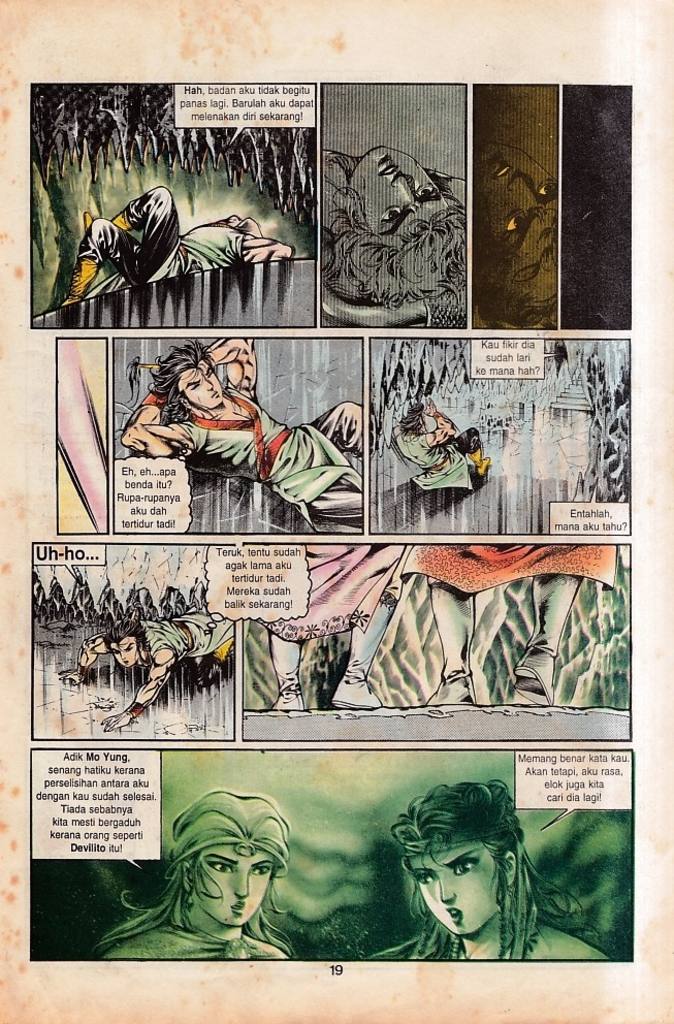 Hah, badan aku tidak begitu
panas lagi. Barulah aku dapat
melenakan diri sekarang!
Eh, eh...apa
benda itu?
Rupa-rupanya
aku dah
tertidur tadi!
Kau fikir dia
sudah lari
ke mana hah?
Entahlah,
mana aku tahu?
Uh-ho...
Teruk, tentu sudah
agak lama aku
tertidur tadi.
Mereka sudah
balik sekarang!
Adik Mo Yung,
senang hatiku kerana
perselisihan antara aku
dengan kau sudah selesai.
Tiada sebabnya
kita mesti bergaduh
kerana orang seperti
Devilito itu!
Memang benar kata kau.
Akan tetapi, aku rasa,
elok juga kita
cari dia lagi!
19